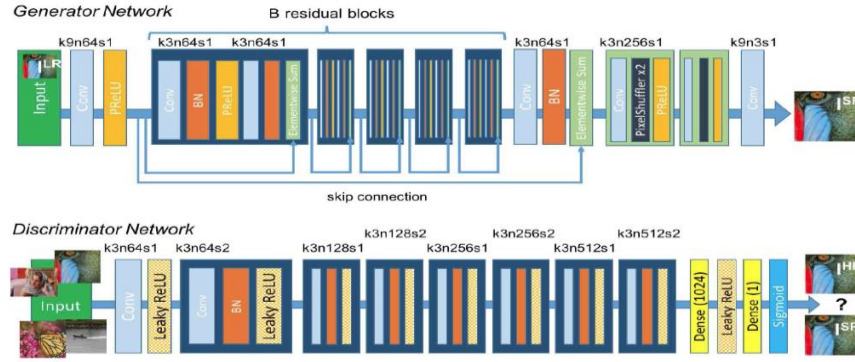 Generator Network
B residual blocks
k9n64s1
k3n64s1
k3n64s1
k3n64s1
k3n256s1
k9n3s1
I LR
Input
Conv
PReLU
Conv
BN
PReLU
Elementwise Sum
Conv
BN
Elementwise Sum
Conv
PixelShuffler x2
PReLU
Conv
I SR
skip connection
Discriminator Network
k3n64s1
k3n64s2
k3n128s1
k3n128s2
k3n256s1
k3n256s2
k3n512s1
k3n512s2
Input
Conv
Leaky ReLU
Conv
BN
Leaky ReLU
Dense (1024)
Leaky ReLU
Dense (1)
Sigmoid
I HR
?
I SR